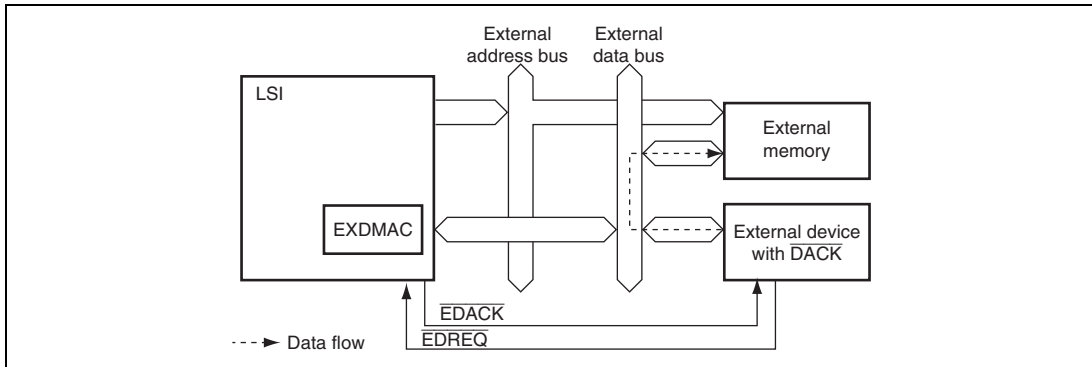 External
address bus
External
data bus
LSI
External
memory
EXDMAC
External device
with DACK
EDACK
EDREQ
Data flow